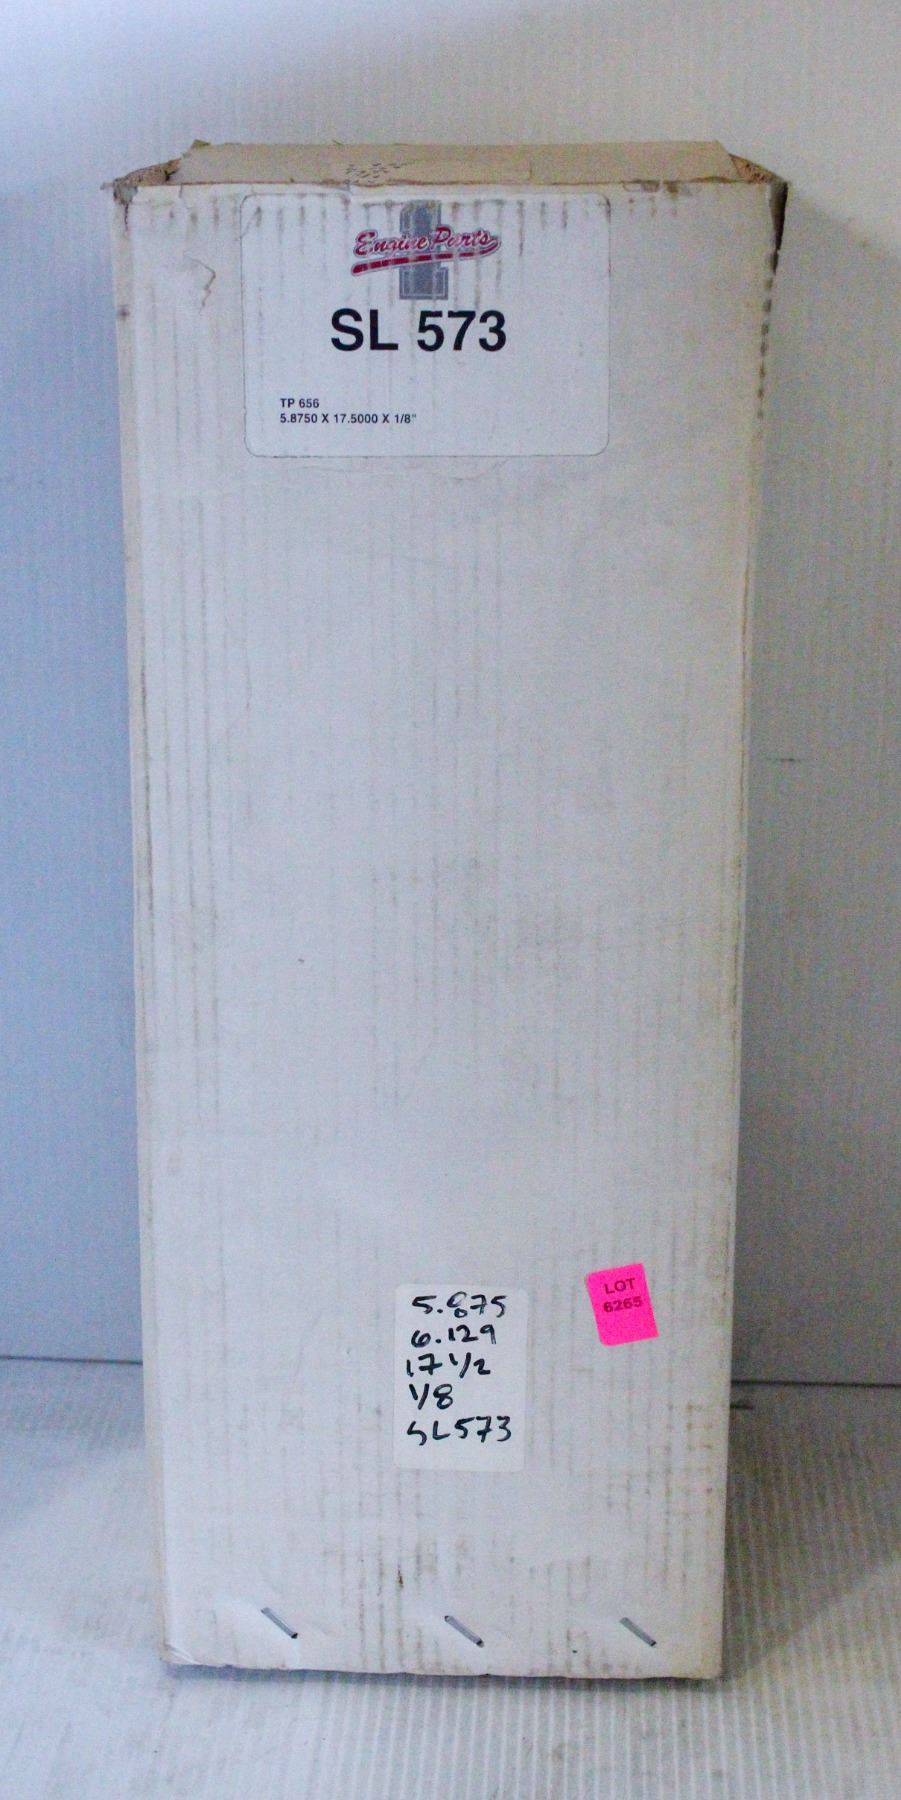 Engine Parts
SL 573
TP 656
5.8750 X 17.5000 X 1/8"
LOT
6265
5.875
6.129
17 1/2
1/8
SL573